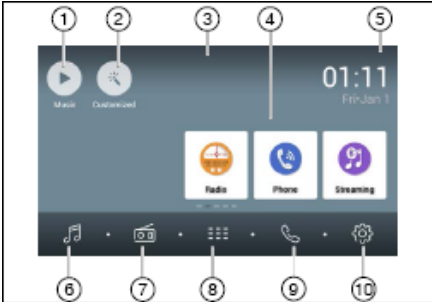 1 2 3 4 5
01:11
Fri-Jan 1
Music Customized
Radio Phone Streaming
6 7 8 9 10